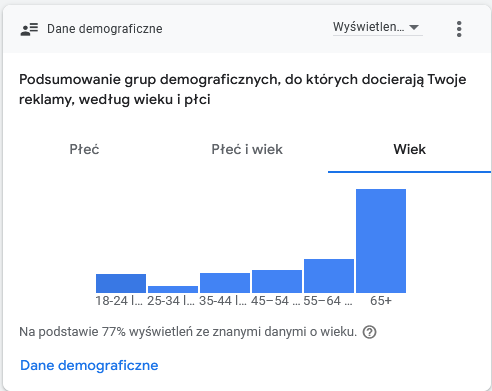 Dane demograficzne
Wyświetlen...
Podsumowanie grup demograficznych, do których docierają Twoje
reklamy, według wieku i płci
Płeć Płeć i wiek Wiek
18-24 l... 25-34 l... 35-44 l... 45–54 ... 55–64 ... 65+
Na podstawie 77% wyświetleń ze znanymi danymi o wieku. ?
Dane demograficzne